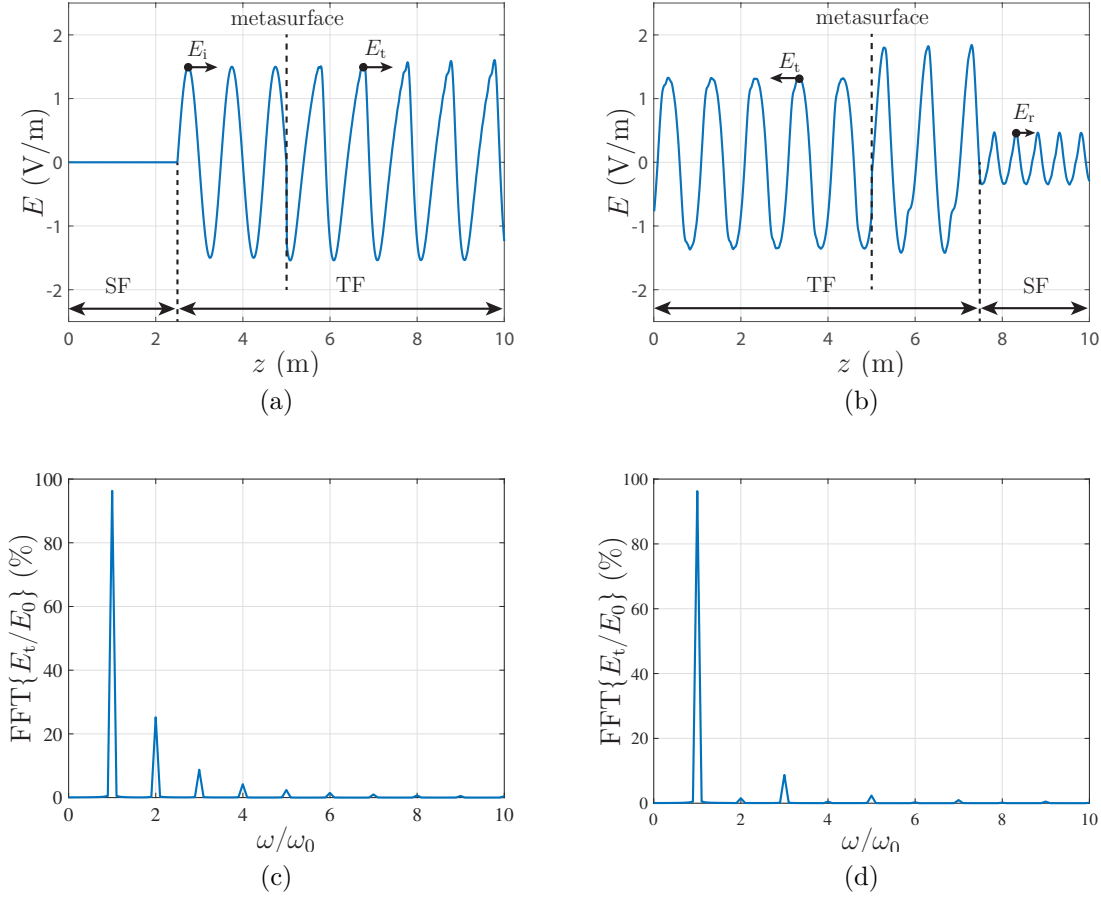 metasurface
E_i
E_t
2
1
0
-1
-2
E (V/m)
SF
TF
0 2 4 6 8 10
z (m)
(a)
metasurface
E_t
E_r
2
1
0
-1
-2
E (V/m)
TF
SF
0 2 4 6 8 10
z (m)
(b)
100
80
60
40
20
0
FFT{E_t/E_0} (%)
0 2 4 6 8 10
ω/ω_0
(c)
100
80
60
40
20
0
FFT{E_t/E_0} (%)
0 2 4 6 8 10
ω/ω_0
(d)